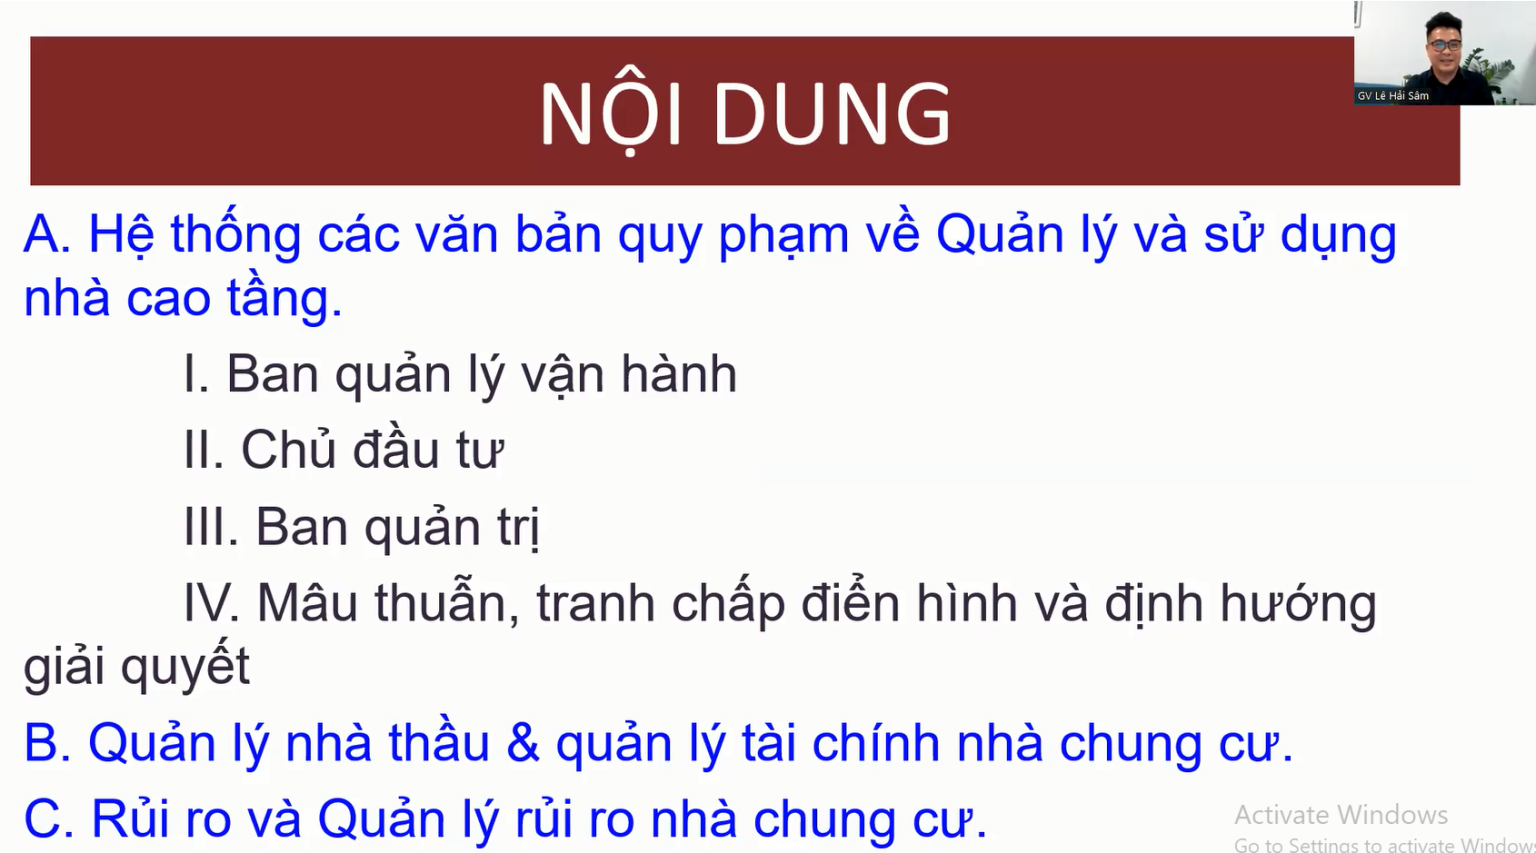 NỘI DUNG
GV Lê Hải Sâm
A. Hệ thống các văn bản quy phạm về Quản lý và sử dụng
nhà cao tầng.
I. Ban quản lý vận hành
II. Chủ đầu tư
III. Ban quản trị
IV. Mâu thuẫn, tranh chấp điển hình và định hướng
giải quyết
B. Quản lý nhà thầu & quản lý tài chính nhà chung cư.
C. Rủi ro và Quản lý rủi ro nhà chung cư.
Activate Windows
Go to Settings to activate Windows